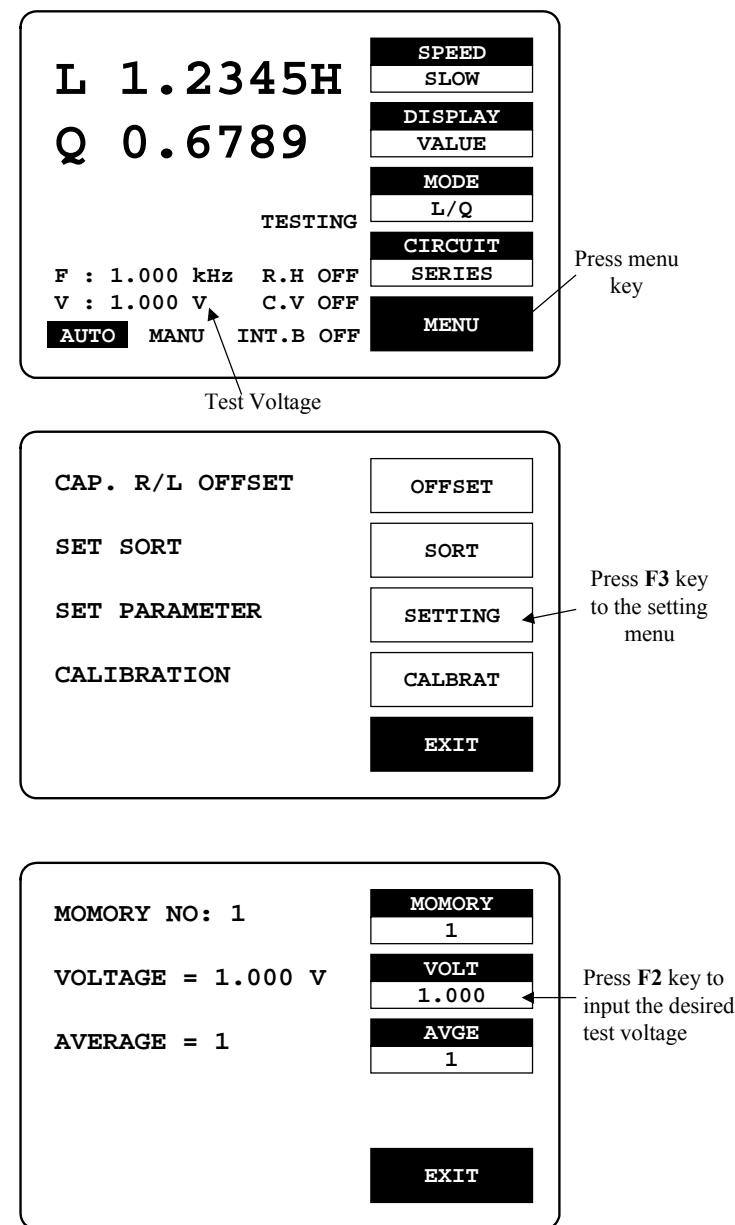 L 1.2345H
Q 0.6789
TESTING
F : 1.000 kHz R.H OFF
V : 1.000 V C.V OFF
AUTO MANU INT.B OFF
SPEED
SLOW
DISPLAY
VALUE
MODE
L/Q
CIRCUIT
SERIES
MENU
Press menu
key
Test Voltage
CAP. R/L OFFSET
OFFSET
SET SORT
SORT
SET PARAMETER
SETTING
CALIBRATION
CALBRAT
EXIT
Press F3 key
to the setting
menu
MOMORY NO: 1
MOMORY
1
VOLTAGE = 1.000 V
VOLT
1.000
AVERAGE = 1
AVGE
1
EXIT
Press F2 key to
input the desired
test voltage